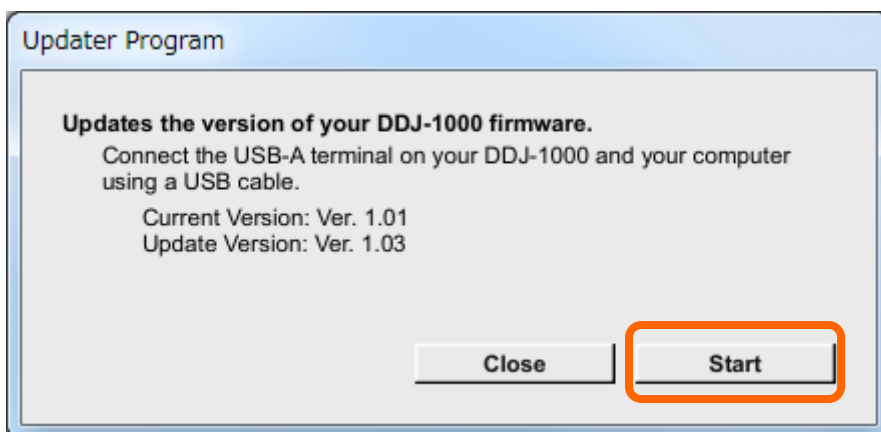 Updater Program
Updates the version of your DDJ-1000 firmware.
Connect the USB-A terminal on your DDJ-1000 and your computer
using a USB cable.
Current Version: Ver. 1.01
Update Version: Ver. 1.03
Close Start